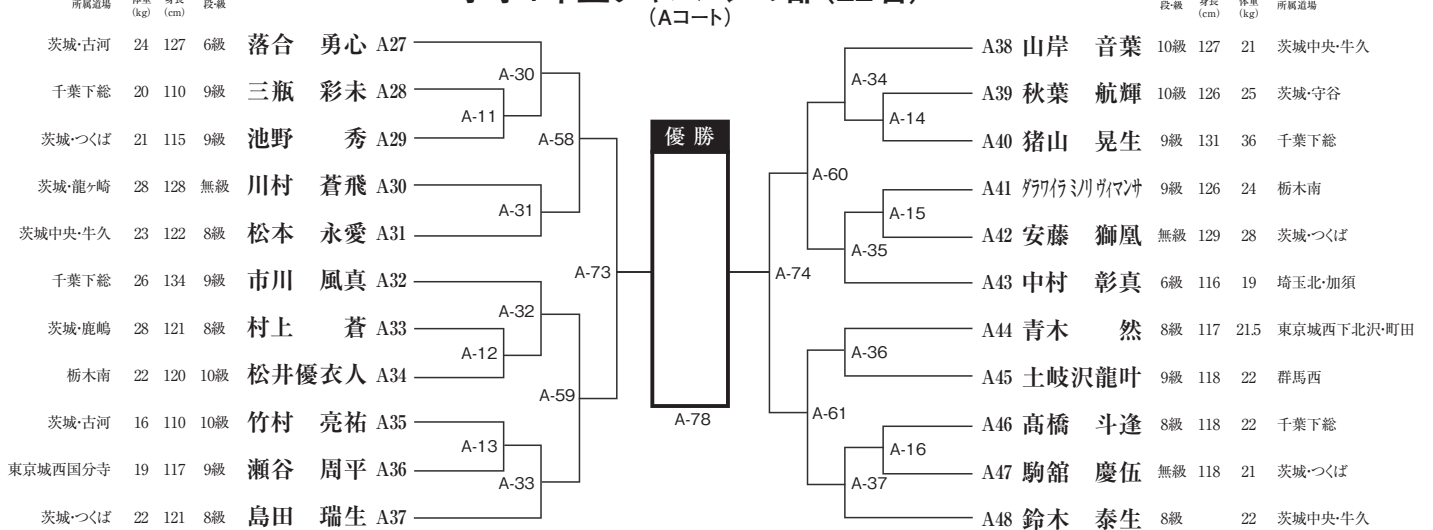 (Aコート)
所属道場 (kg) (cm) 段・級
段・級 (cm) (kg) 所属道場
茨城・古河 24 127 6級 落合 勇心 A27
千葉下総 20 110 9級 三瓶 彩未 A28
茨城・つくば 21 115 9級 池野 秀 A29
茨城・龍ヶ崎 28 128 無級 川村 蒼飛 A30
茨城中央・牛久 23 122 8級 松本 永愛 A31
千葉下総 26 134 9級 市川 風真 A32
茨城・鹿嶋 28 121 8級 村上 蒼 A33
栃木南 22 120 10級 松井優衣人 A34
茨城・古河 16 110 10級 竹村 亮祐 A35
東京城西国分寺 19 117 9級 瀬谷 周平 A36
茨城・つくば 22 121 8級 島田 瑞生 A37
A-30
A-11
A-58
A-31
A-73
A-32
A-12
A-59
A-13
A-33
優勝
A-78
A-34
A-14
A-60
A-15
A-35
A-74
A-36
A-61
A-16
A-37
A38 山岸 音葉 10級 127 21 茨城中央・牛久
A39 秋葉 航輝 10級 126 25 茨城・守谷
A40 猪山 晃生 9級 131 36 千葉下総
A41 ダラワイラ ミノリ ヴィマンサ 9級 126 24 栃木南
A42 安藤 獅凰 無級 129 28 茨城・つくば
A43 中村 彰真 6級 116 19 埼玉北・加須
A44 青木 然 8級 117 21.5 東京城西下北沢・町田
A45 土岐沢龍叶 9級 118 22 群馬西
A46 髙橋 斗逢 8級 118 22 千葉下総
A47 駒舘 慶伍 無級 118 21 茨城・つくば
A48 鈴木 泰生 8級 22 茨城中央・牛久